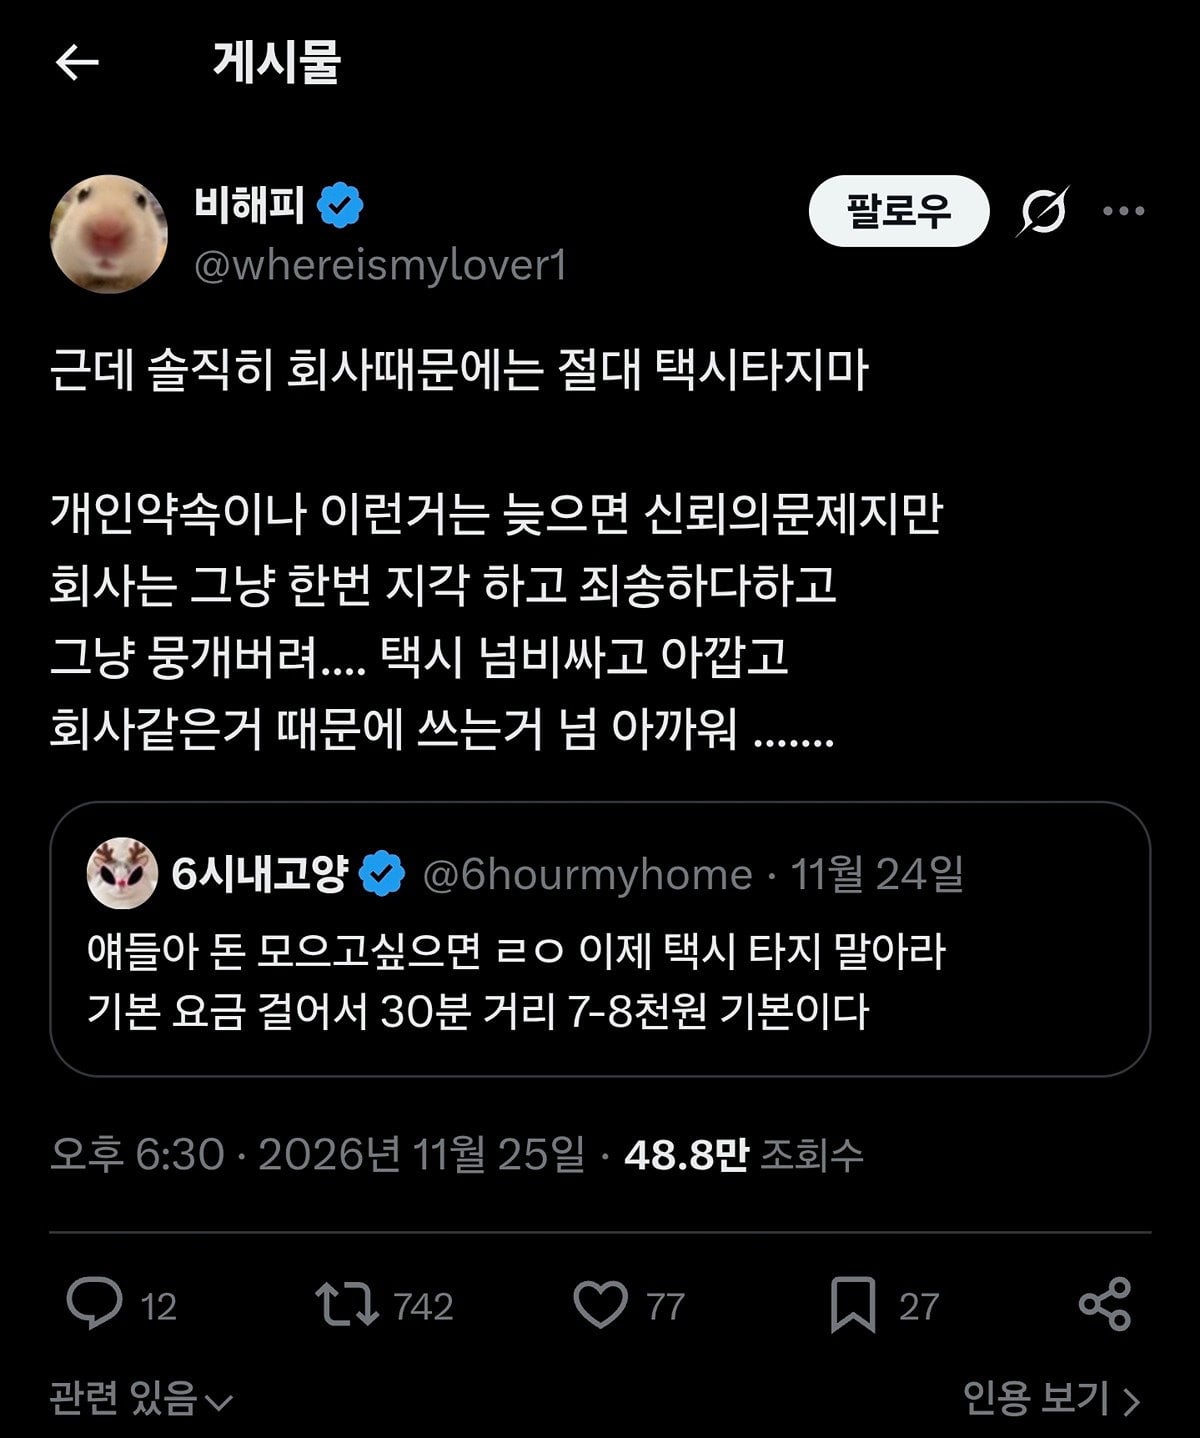 게시물
비해피
팔로우
@whereismylover1
근데 솔직히 회사때문에는 절대 택시타지마
개인약속이나 이런거는 늦으면 신뢰의문제지만
회사는 그냥 한번 지각 하고 죄송하다하고
그냥 뭉개버려.... 택시 넘비싸고 아깝고
회사같은거 때문에 쓰는거 넘 아까워 .......
6시내고양 @6hourmyhome · 11월 24일
얘들아 돈 모으고싶으면 ㄹㅇ 이제 택시 타지 말아라
기본 요금 걸어서 30분 거리 7-8천원 기본이다
오후 6:30 · 2026년 11월 25일 · 48.8만 조회수
12 742 77 27
관련 있음 인용 보기